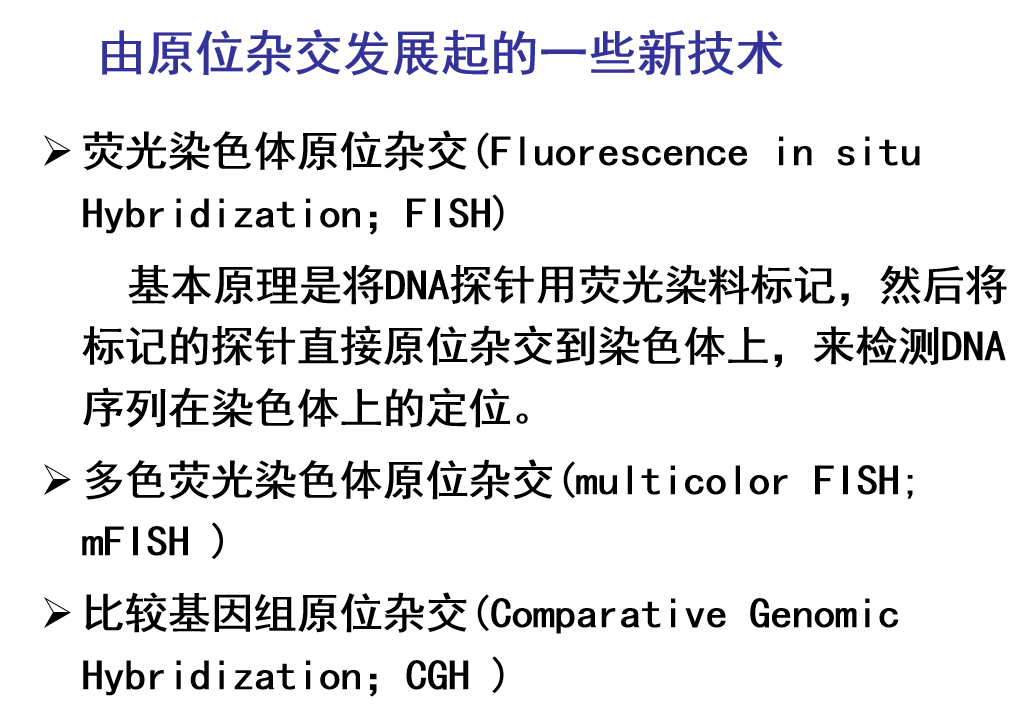 由原位杂交发展起的一些新技术
➢ 荧光染色体原位杂交(Fluorescence in situ
Hybridization；FISH)
基本原理是将DNA探针用荧光染料标记，然后将
标记的探针直接原位杂交到染色体上，来检测DNA
序列在染色体上的定位。
➢ 多色荧光染色体原位杂交(multicolor FISH;
mFISH )
➢ 比较基因组原位杂交(Comparative Genomic
Hybridization；CGH )